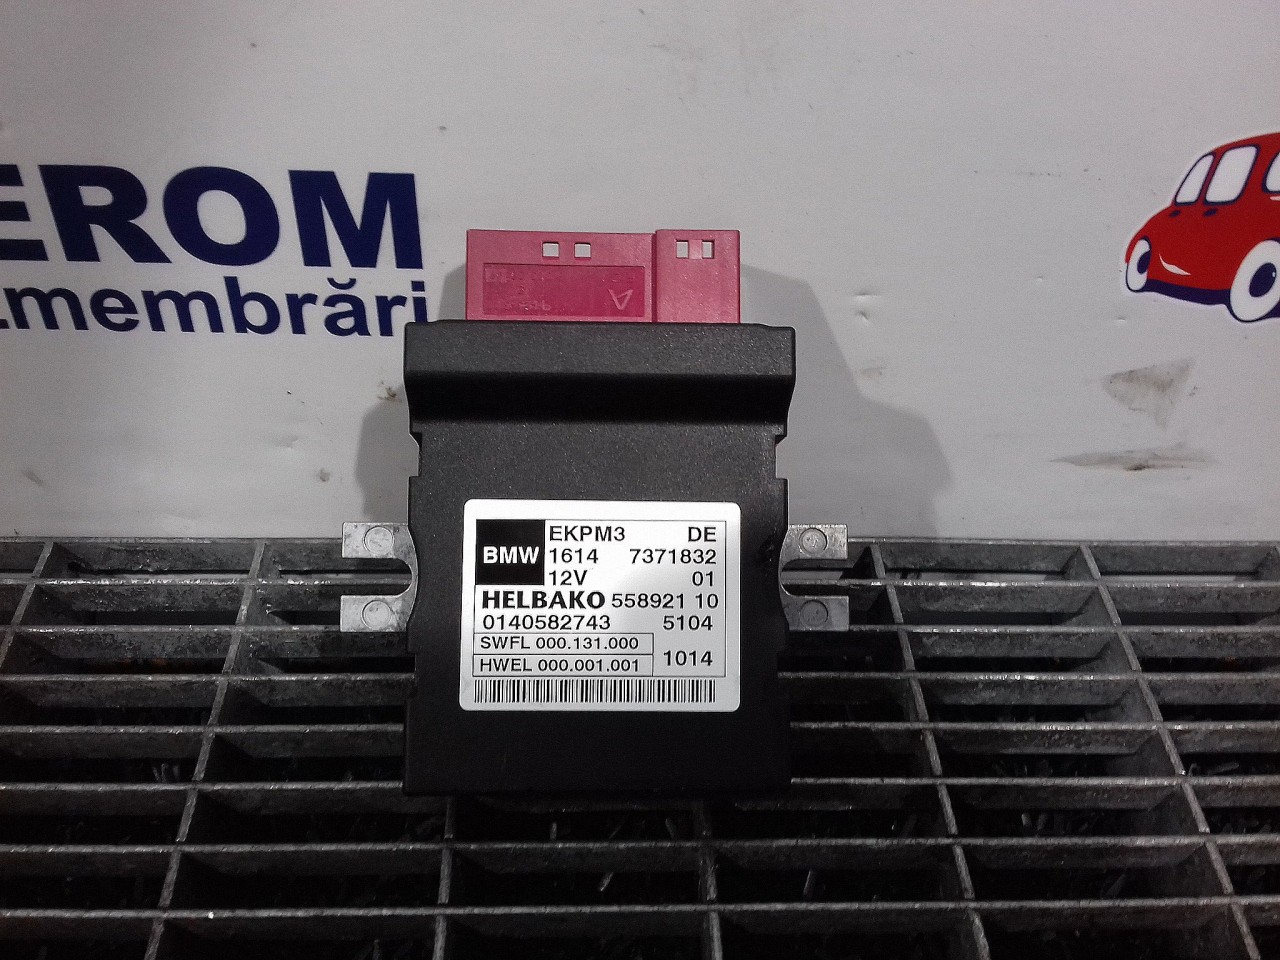 EROM
membrări
EKPM3 DE
BMW
1614 7371832
12V 01
HELBAKO 558921 10
0140582743 5104
SWFL 000.131.000
HWEL 000.001.001 1014